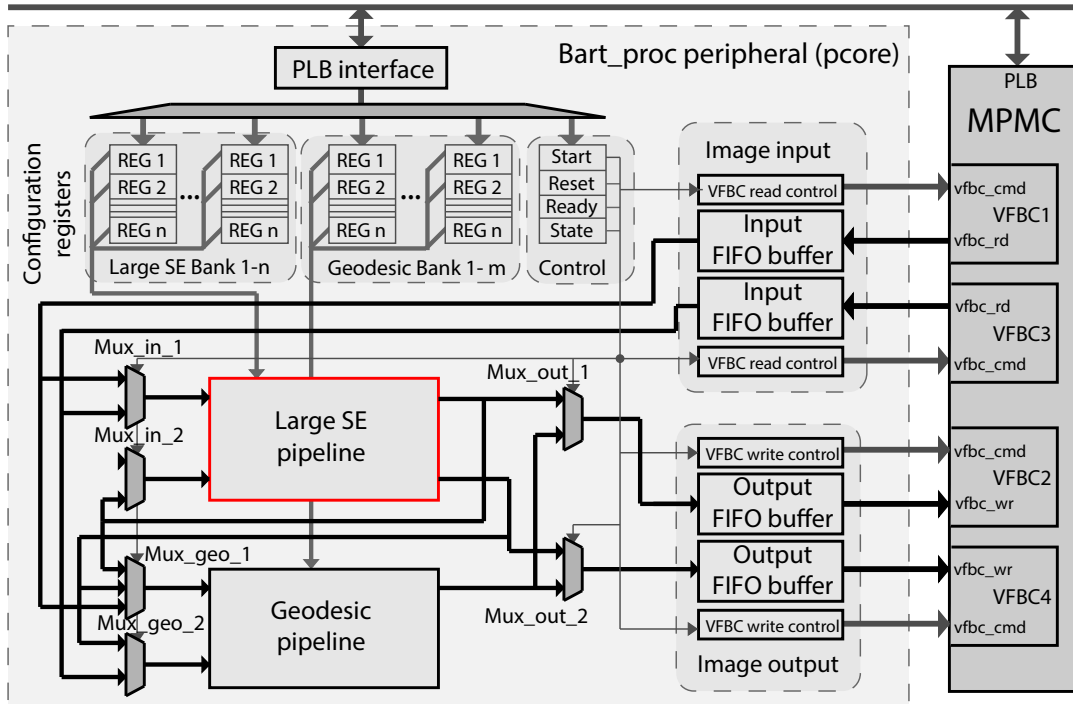 Bart_proc peripheral (pcore)
PLB interface
PLB
MPMC
Configuration
registers
REG 1
REG 2
REG n
...
REG 1
REG 2
REG n
Large SE Bank 1-n
REG 1
REG 2
REG n
...
REG 1
REG 2
REG n
Geodesic Bank 1- m
Start
Reset
Ready
State
Control
Image input
VFBC read control
Input
FIFO buffer
Input
FIFO buffer
VFBC read control
vfbc_cmd
VFBC1
vfbc_rd
vfbc_rd
VFBC3
vfbc_cmd
Mux_in_1
Mux_in_2
Mux_geo_1
Mux_geo_2
Large SE
pipeline
Geodesic
pipeline
Mux_out_1
Mux_out_2
VFBC write control
Output
FIFO buffer
Output
FIFO buffer
VFBC write control
Image output
vfbc_cmd
VFBC2
vfbc_wr
vfbc_wr
VFBC4
vfbc_cmd